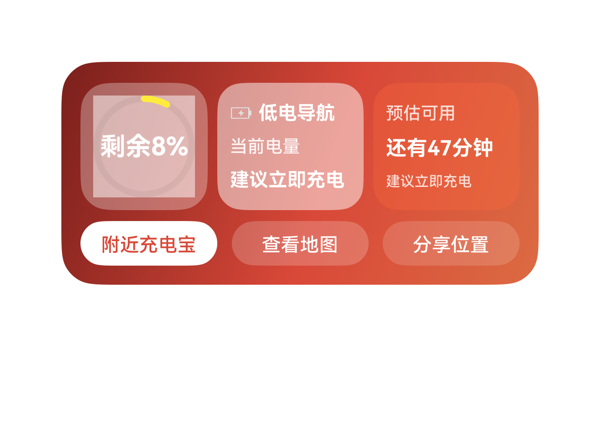 剩余8%
低电导航
当前电量
建议立即充电
预估可用
还有47分钟
建议立即充电
附近充电宝
查看地图
分享位置